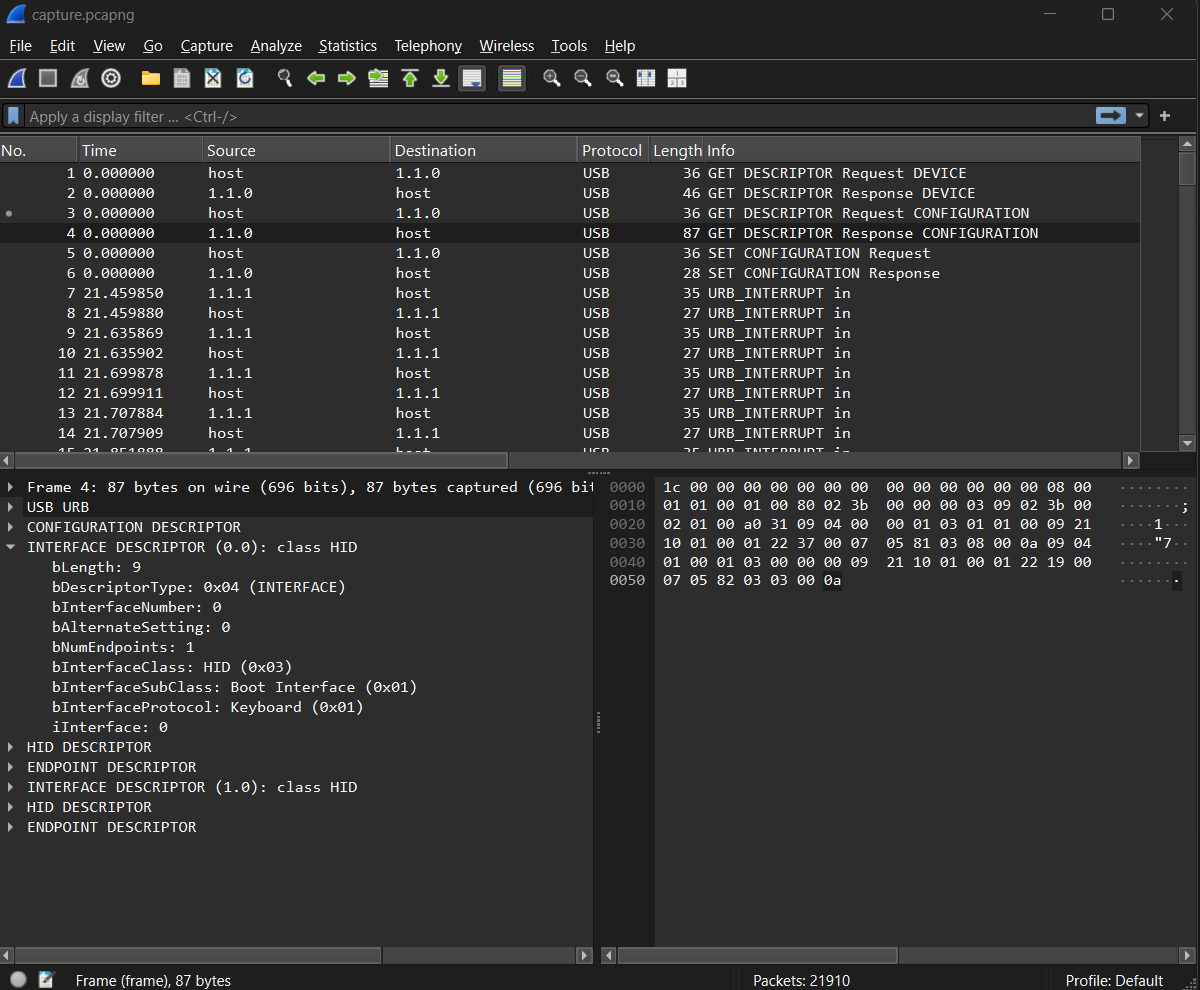 capture.pcapng
File Edit View Go Capture Analyze Statistics Telephony Wireless Tools Help
Apply a display filter ... <Ctrl-/>
No. Time Source Destination Protocol Length Info
1 0.000000 host 1.1.0 USB 36 GET DESCRIPTOR Request DEVICE
2 0.000000 1.1.0 host USB 46 GET DESCRIPTOR Response DEVICE
3 0.000000 host 1.1.0 USB 36 GET DESCRIPTOR Request CONFIGURATION
4 0.000000 1.1.0 host USB 87 GET DESCRIPTOR Response CONFIGURATION
5 0.000000 host 1.1.0 USB 36 SET CONFIGURATION Request
6 0.000000 1.1.0 host USB 28 SET CONFIGURATION Response
7 21.459850 1.1.1 host USB 35 URB_INTERRUPT in
8 21.459880 host 1.1.1 USB 27 URB_INTERRUPT in
9 21.635869 1.1.1 host USB 35 URB_INTERRUPT in
10 21.635902 host 1.1.1 USB 27 URB_INTERRUPT in
11 21.699878 1.1.1 host USB 35 URB_INTERRUPT in
12 21.699911 host 1.1.1 USB 27 URB_INTERRUPT in
13 21.707884 1.1.1 host USB 35 URB_INTERRUPT in
14 21.707909 host 1.1.1 USB 27 URB_INTERRUPT in
Frame 4: 87 bytes on wire (696 bits), 87 bytes captured (696 bit
USB URB
CONFIGURATION DESCRIPTOR
INTERFACE DESCRIPTOR (0.0): class HID
bLength: 9
bDescriptorType: 0x04 (INTERFACE)
bInterfaceNumber: 0
bAlternateSetting: 0
bNumEndpoints: 1
bInterfaceClass: HID (0x03)
bInterfaceSubClass: Boot Interface (0x01)
bInterfaceProtocol: Keyboard (0x01)
iInterface: 0
HID DESCRIPTOR
ENDPOINT DESCRIPTOR
INTERFACE DESCRIPTOR (1.0): class HID
HID DESCRIPTOR
ENDPOINT DESCRIPTOR
0000 1c 00 00 00 00 00 00 00 00 00 00 00 00 00 08 00 ········
0010 01 01 00 01 00 80 02 3b 00 00 00 03 09 02 3b 00 ·······;
0020 02 01 00 a0 31 09 04 00 00 01 03 01 01 00 09 21 ····1···
0030 10 01 00 01 22 37 00 07 05 81 03 08 00 0a 09 04 ····"7··
0040 01 00 01 03 00 00 00 09 21 10 01 00 01 22 19 00 ········
0050 07 05 82 03 03 00 0a ·······
Frame (frame), 87 bytes
Packets: 21910
Profile: Default